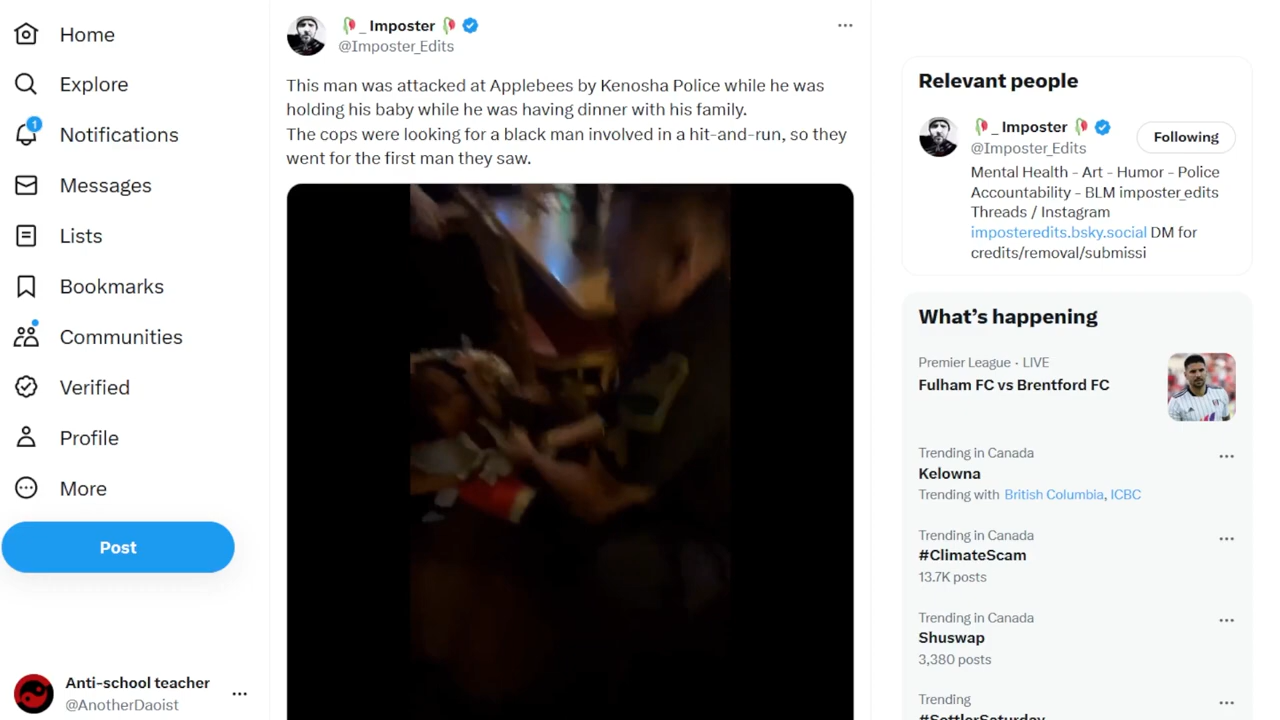 Home
Explore
1
Notifications
Messages
Lists
Bookmarks
Communities
Verified
Profile
More
Post
Anti-school teacher
@AnotherDaoist
_ Imposter
@Imposter_Edits
This man was attacked at Applebees by Kenosha Police while he was
holding his baby while he was having dinner with his family.
The cops were looking for a black man involved in a hit-and-run, so they
went for the first man they saw.
Relevant people
_ Imposter
@Imposter_Edits
Following
Mental Health - Art - Humor - Police
Accountability - BLM imposter_edits
Threads / Instagram
imposteredits.bsky.social DM for
credits/removal/submissi
What's happening
Premier League · LIVE
Fulham FC vs Brentford FC
Trending in Canada
Kelowna
Trending with British Columbia, ICBC
Trending in Canada
#ClimateScam
13.7K posts
Trending in Canada
Shuswap
3,380 posts
Trending
#SettlerSaturday